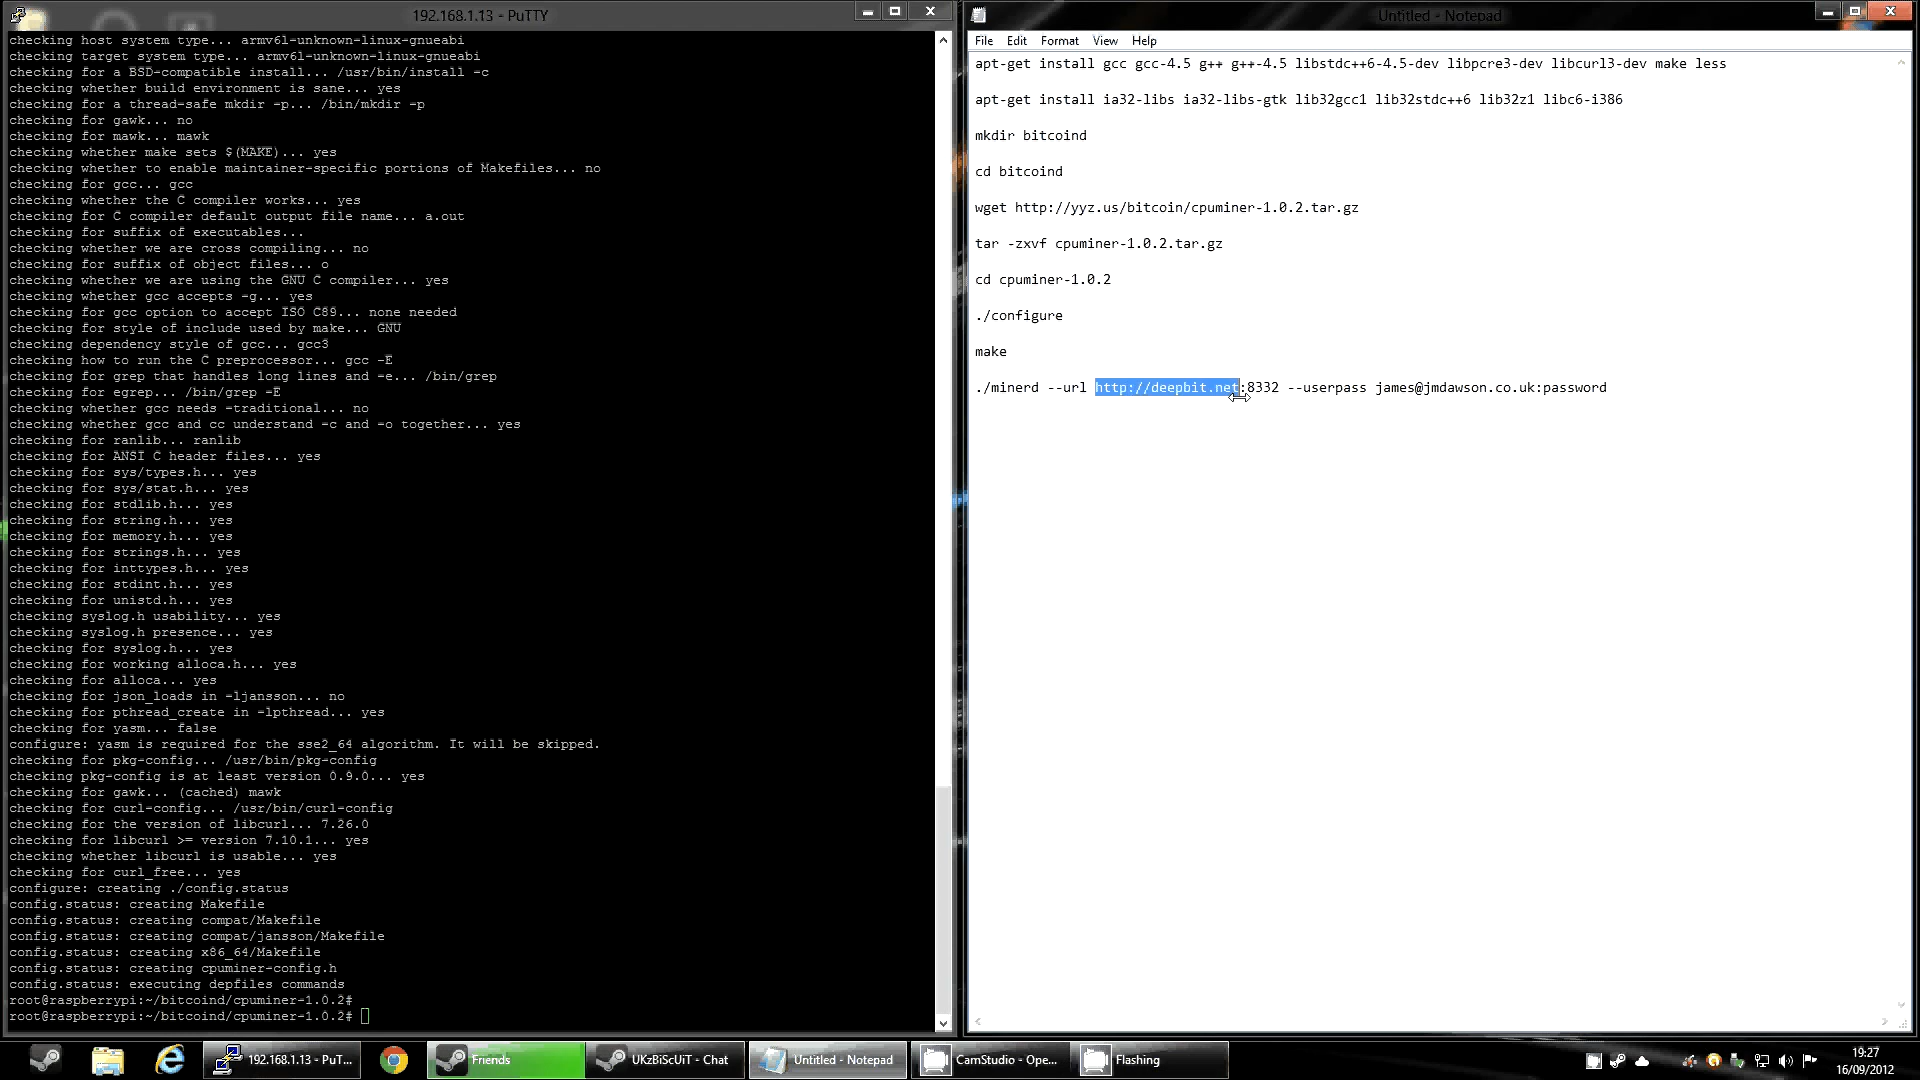 192.168.1.13 - PuTTY
checking host system type... armv6l-unknown-linux-gnueabi
checking target system type... armv6l-unknown-linux-gnueabi
checking for a BSD-compatible install... /usr/bin/install -c
checking whether build environment is sane... yes
checking for a thread-safe mkdir -p... /bin/mkdir -p
checking for gawk... no
checking for mawk... mawk
checking whether make sets $(MAKE)... yes
checking whether to enable maintainer-specific portions of Makefiles... no
checking for gcc... gcc
checking whether the C compiler works... yes
checking for C compiler default output file name... a.out
checking for suffix of executables...
checking whether we are cross compiling... no
checking for suffix of object files... o
checking whether we are using the GNU C compiler... yes
checking whether gcc accepts -g... yes
checking for gcc option to accept ISO C89... none needed
checking for style of include used by make... GNU
checking dependency style of gcc... gcc3
checking how to run the C preprocessor... gcc -E
checking for grep that handles long lines and -e... /bin/grep
checking for egrep... /bin/grep -E
checking whether gcc needs -traditional... no
checking whether gcc and cc understand -c and -o together... yes
checking for ranlib... ranlib
checking for ANSI C header files... yes
checking for sys/types.h... yes
checking for sys/stat.h... yes
checking for stdlib.h... yes
checking for string.h... yes
checking for memory.h... yes
checking for strings.h... yes
checking for inttypes.h... yes
checking for stdint.h... yes
checking for unistd.h... yes
checking syslog.h usability... yes
checking syslog.h presence... yes
checking for syslog.h... yes
checking for working alloca.h... yes
checking for alloca... yes
checking for json_loads in -ljansson... no
checking for pthread_create in -lpthread... yes
checking for yasm... false
configure: yasm is required for the sse2_64 algorithm. It will be skipped.
checking for pkg-config... /usr/bin/pkg-config
checking pkg-config is at least version 0.9.0... yes
checking for gawk... (cached) mawk
checking for curl-config... /usr/bin/curl-config
checking for the version of libcurl... 7.26.0
checking for libcurl >= version 7.10.1... yes
checking whether libcurl is usable... yes
checking for curl_free... yes
configure: creating ./config.status
config.status: creating Makefile
config.status: creating compat/Makefile
config.status: creating compat/jansson/Makefile
config.status: creating x86_64/Makefile
config.status: creating cpuminer-config.h
config.status: executing depfiles commands
root@raspberrypi:~/bitcoind/cpuminer-1.0.2#
root@raspberrypi:~/bitcoind/cpuminer-1.0.2#
Untitled - Notepad
File Edit Format View Help
apt-get install gcc gcc-4.5 g++ g++-4.5 libstdc++6-4.5-dev libpcre3-dev libcurl3-dev make less
apt-get install ia32-libs ia32-libs-gtk lib32gcc1 lib32stdc++6 lib32z1 libc6-i386
mkdir bitcoind
cd bitcoind
wget http://yyz.us/bitcoin/cpuminer-1.0.2.tar.gz
tar -zxvf cpuminer-1.0.2.tar.gz
cd cpuminer-1.0.2
./configure
make
./minerd --url http://deepbit.net:8332 --userpass james@jmdawson.co.uk:password
192.168.1.13 - PuT...
Friends
UKzBiScUiT - Chat
Untitled - Notepad
CamStudio - Ope...
Flashing
19:27
16/09/2012